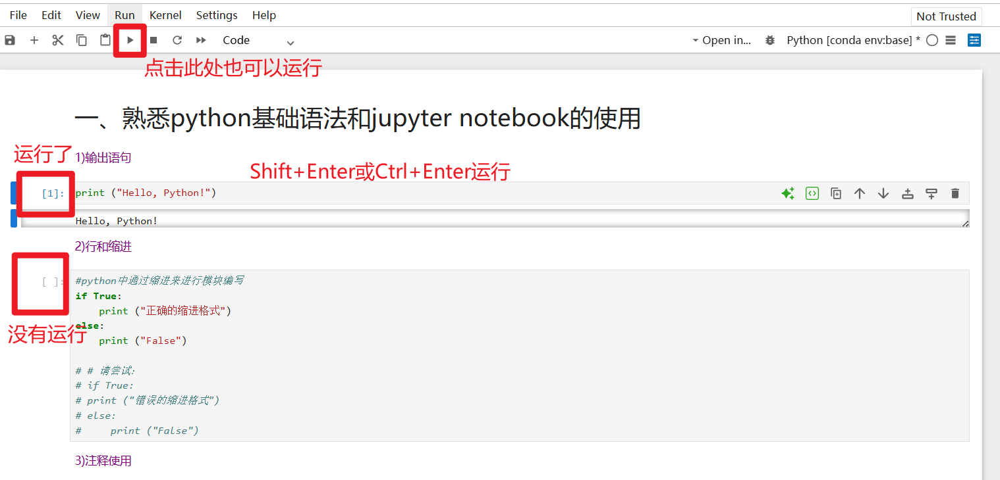 File Edit View Run Kernel Settings Help
Not Trusted
Code
Open in...
Python [conda env:base] *
点击此处也可以运行
一、熟悉python基础语法和jupyter notebook的使用
运行了
1)输出语句
Shift+Enter或Ctrl+Enter运行
[1]: print ("Hello, Python!")
Hello, Python!
2)行和缩进
[ ]: #python中通过缩进来进行模块编写
if True:
    print ("正确的缩进格式")
else:
没有运行
    print ("False")
# # 请尝试:
# if True:
# print ("错误的缩进格式")
# else:
#     print ("False")
3)注释使用